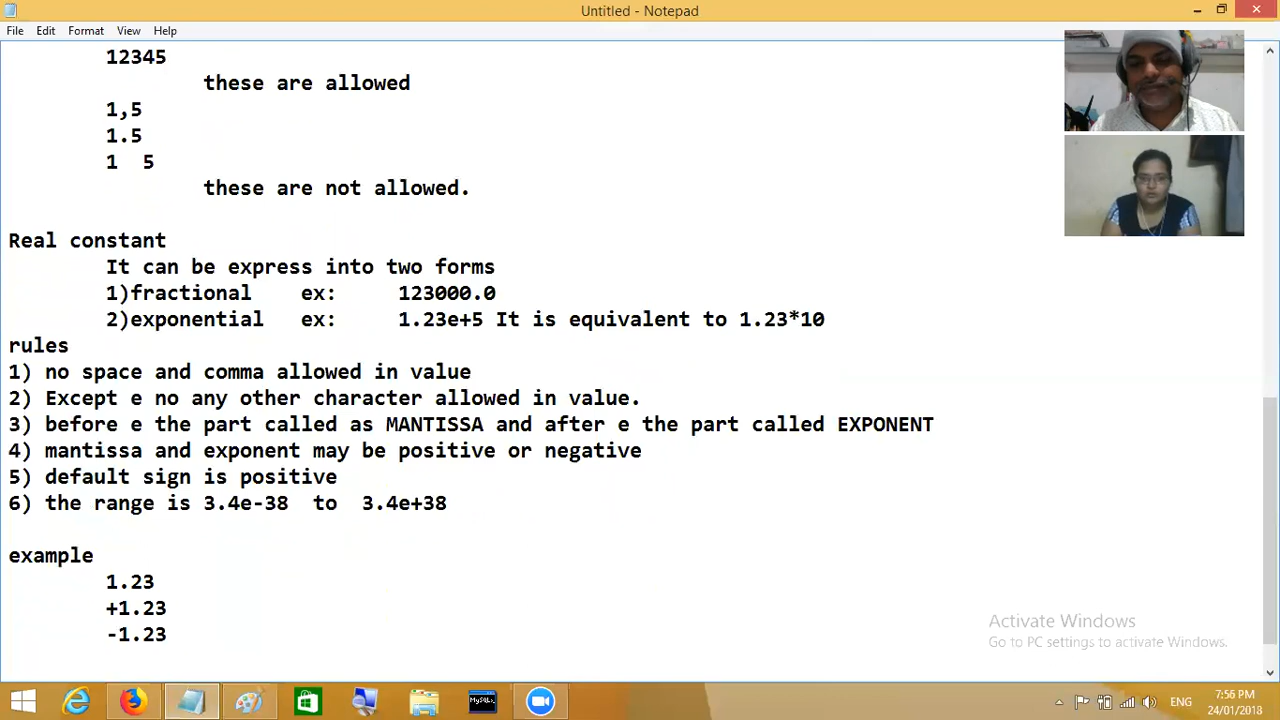 Untitled - Notepad
File Edit Format View Help
12345
these are allowed
1,5
1.5
1 5
these are not allowed.
Real constant
It can be express into two forms
1)fractional ex: 123000.0
2)exponential ex: 1.23e+5 It is equivalent to 1.23*10
rules
1) no space and comma allowed in value
2) Except e no any other character allowed in value.
3) before e the part called as MANTISSA and after e the part called EXPONENT
4) mantissa and exponent may be positive or negative
5) default sign is positive
6) the range is 3.4e-38 to 3.4e+38
example
1.23
+1.23
-1.23
Activate Windows
Go to PC settings to activate Windows.
MySQL
ENG
7:56 PM
24/01/2018